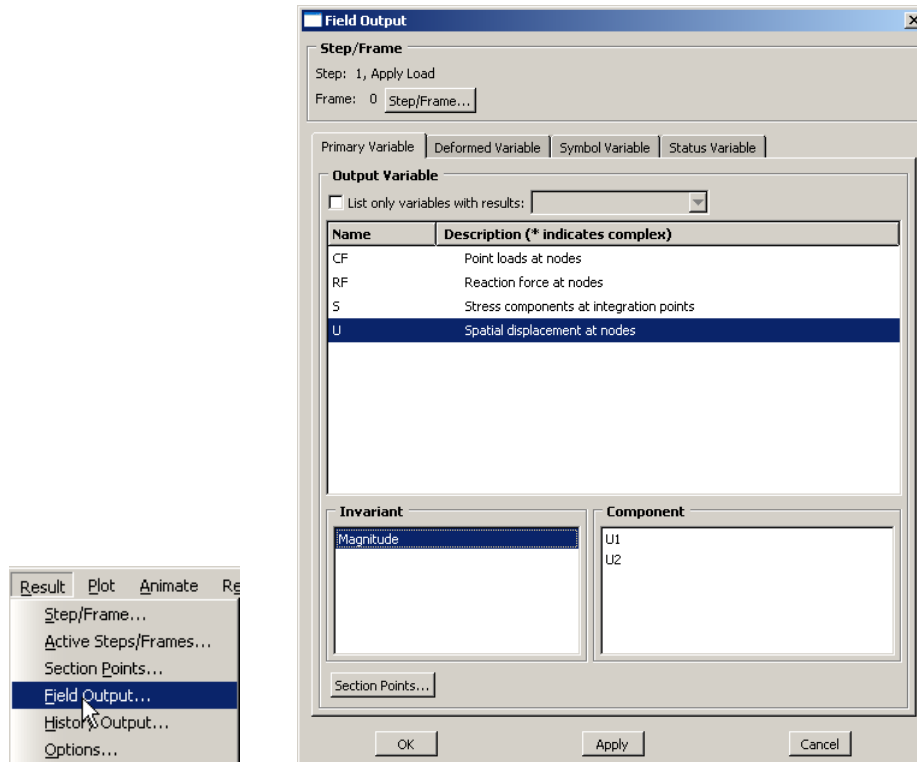 Field Output
Step/Frame
Step: 1, Apply Load
Frame: 0 Step/Frame...
Primary Variable Deformed Variable Symbol Variable Status Variable
Output Variable
List only variables with results:
Name Description (* indicates complex)
CF Point loads at nodes
RF Reaction force at nodes
S Stress components at integration points
U Spatial displacement at nodes
Invariant Component
Magnitude U1
U2
Section Points...
OK Apply Cancel
Result Plot Animate Re
Step/Frame...
Active Steps/Frames...
Section Points...
Field Output...
History Output...
Options...